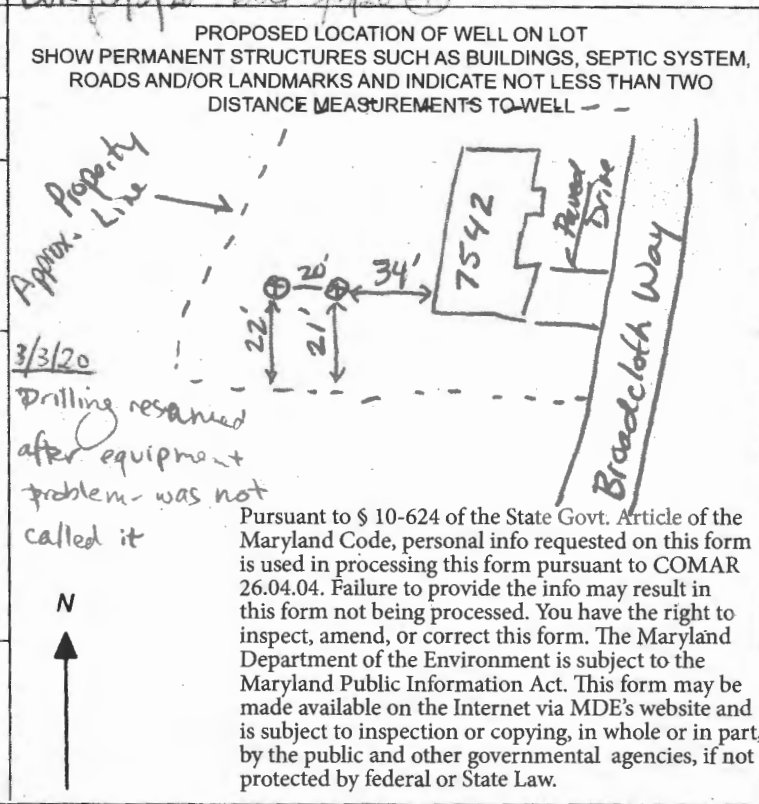 PROPOSED LOCATION OF WELL ON LOT
SHOW PERMANENT STRUCTURES SUCH AS BUILDINGS, SEPTIC SYSTEM,
ROADS AND/OR LANDMARKS AND INDICATE NOT LESS THAN TWO
DISTANCE MEASUREMENTS TO WELL
Property
Approx. Line
7542
Paved
Drive
Broadcloth Way
20'
34'
22'
21'
3/3/20
Drilling resumed
after equipment
problem - was not
called it
N
Pursuant to § 10-624 of the State Govt. Article of the
Maryland Code, personal info requested on this form
is used in processing this form pursuant to COMAR
26.04.04. Failure to provide the info may result in
this form not being processed. You have the right to
inspect, amend, or correct this form. The Maryland
Department of the Environment is subject to the
Maryland Public Information Act. This form may be
made available on the Internet via MDE's website and
is subject to inspection or copying, in whole or in part,
by the public and other governmental agencies, if not
protected by federal or State Law.